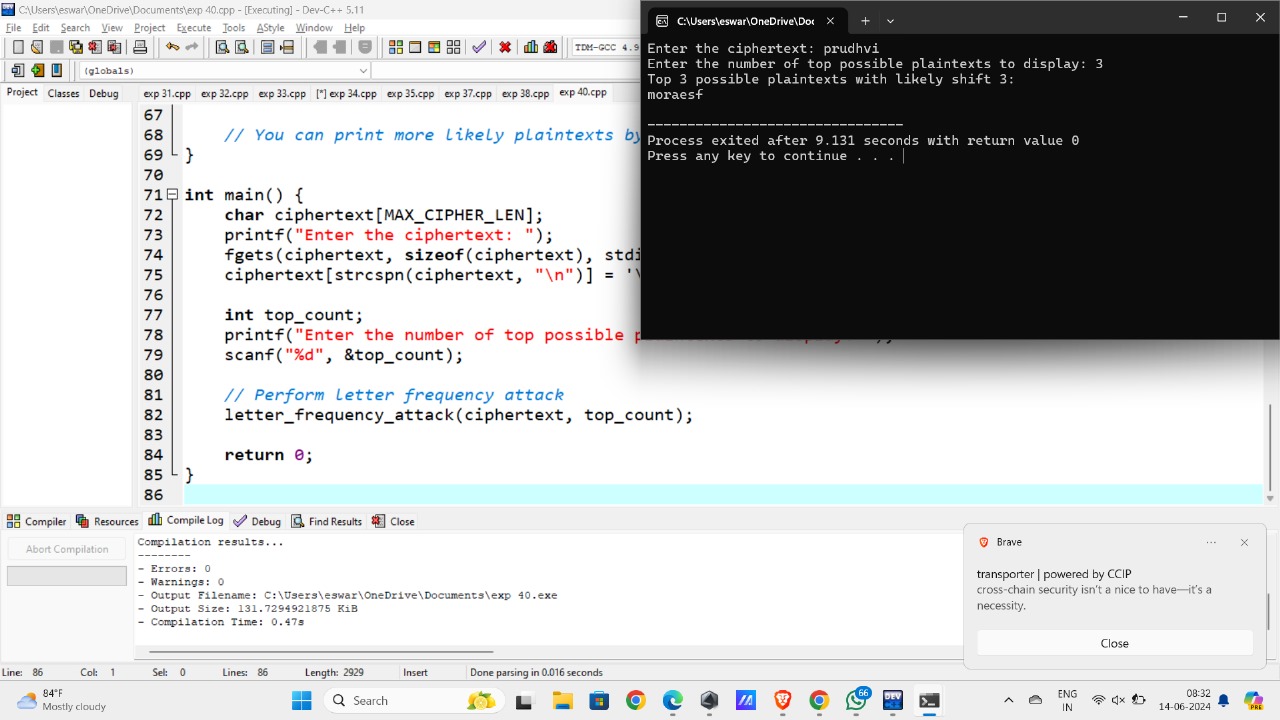 C:\Users\eswar\OneDrive\Documents\exp 40.cpp - [Executing] - Dev-C++ 5.11
File Edit Search View Project Execute Tools AStyle Window Help
TDM-GCC 4.9
(globals)
Project Classes Debug
exp 31.cpp exp 32.cpp exp 33.cpp [*] exp 34.cpp exp 35.cpp exp 37.cpp exp 38.cpp exp 40.cpp
67
68 // You can print more likely plaintexts by
69 }
70
71 int main() {
72 char ciphertext[MAX_CIPHER_LEN];
73 printf("Enter the ciphertext: ");
74 fgets(ciphertext, sizeof(ciphertext), stdi
75 ciphertext[strcspn(ciphertext, "\n")] = '\
76
77 int top_count;
78 printf("Enter the number of top possible
79 scanf("%d", &top_count);
80
81 // Perform letter frequency attack
82 letter_frequency_attack(ciphertext, top_count);
83
84 return 0;
85 }
86
C:\Users\eswar\OneDrive\Doc
Enter the ciphertext: prudhvi
Enter the number of top possible plaintexts to display: 3
Top 3 possible plaintexts with likely shift 3:
moraesf
--------------------------------
Process exited after 9.131 seconds with return value 0
Press any key to continue . . .
Compiler Resources Compile Log Debug Find Results Close
Abort Compilation
Compilation results...
--------
- Errors: 0
- Warnings: 0
- Output Filename: C:\Users\eswar\OneDrive\Documents\exp 40.exe
- Output Size: 131.7294921875 KiB
- Compilation Time: 0.47s
Brave
transporter | powered by CCIP
cross-chain security isn't a nice to have—it's a
necessity.
Close
Line: 86 Col: 1 Sel: 0 Lines: 86 Length: 2929 Insert Done parsing in 0.016 seconds
84°F
Mostly cloudy
Search
DEV
66
ENG
IN
08:32
14-06-2024
PRE